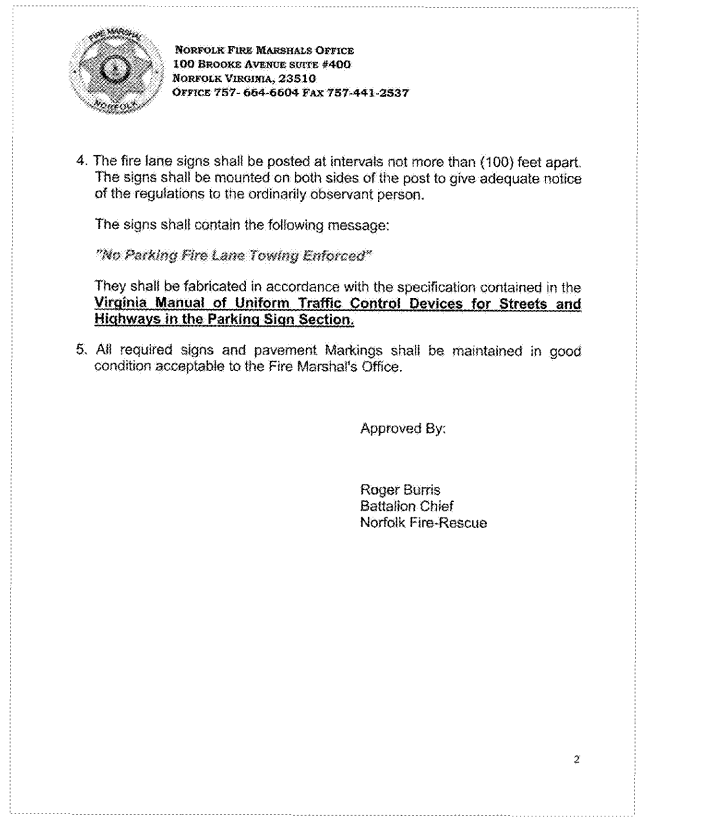 FIRE MARSHAL
NORFOLK
NORFOLK FIRE MARSHALS OFFICE
100 BROOKE AVENUE SUITE #400
NORFOLK VIRGINIA, 23510
OFFICE 757- 664-6604 FAX 757-441-2537
4. The fire lane signs shall be posted at intervals not more than (100) feet apart.
The signs shall be mounted on both sides of the post to give adequate notice
of the regulations to the ordinarily observant person.
The signs shall contain the following message:
"No Parking Fire Lane Towing Enforced"
They shall be fabricated in accordance with the specification contained in the
Virginia Manual of Uniform Traffic Control Devices for Streets and
Highways in the Parking Sign Section.
5. All required signs and pavement Markings shall be maintained in good
condition acceptable to the Fire Marshal's Office.
Approved By:
Roger Burris
Battalion Chief
Norfolk Fire-Rescue
2